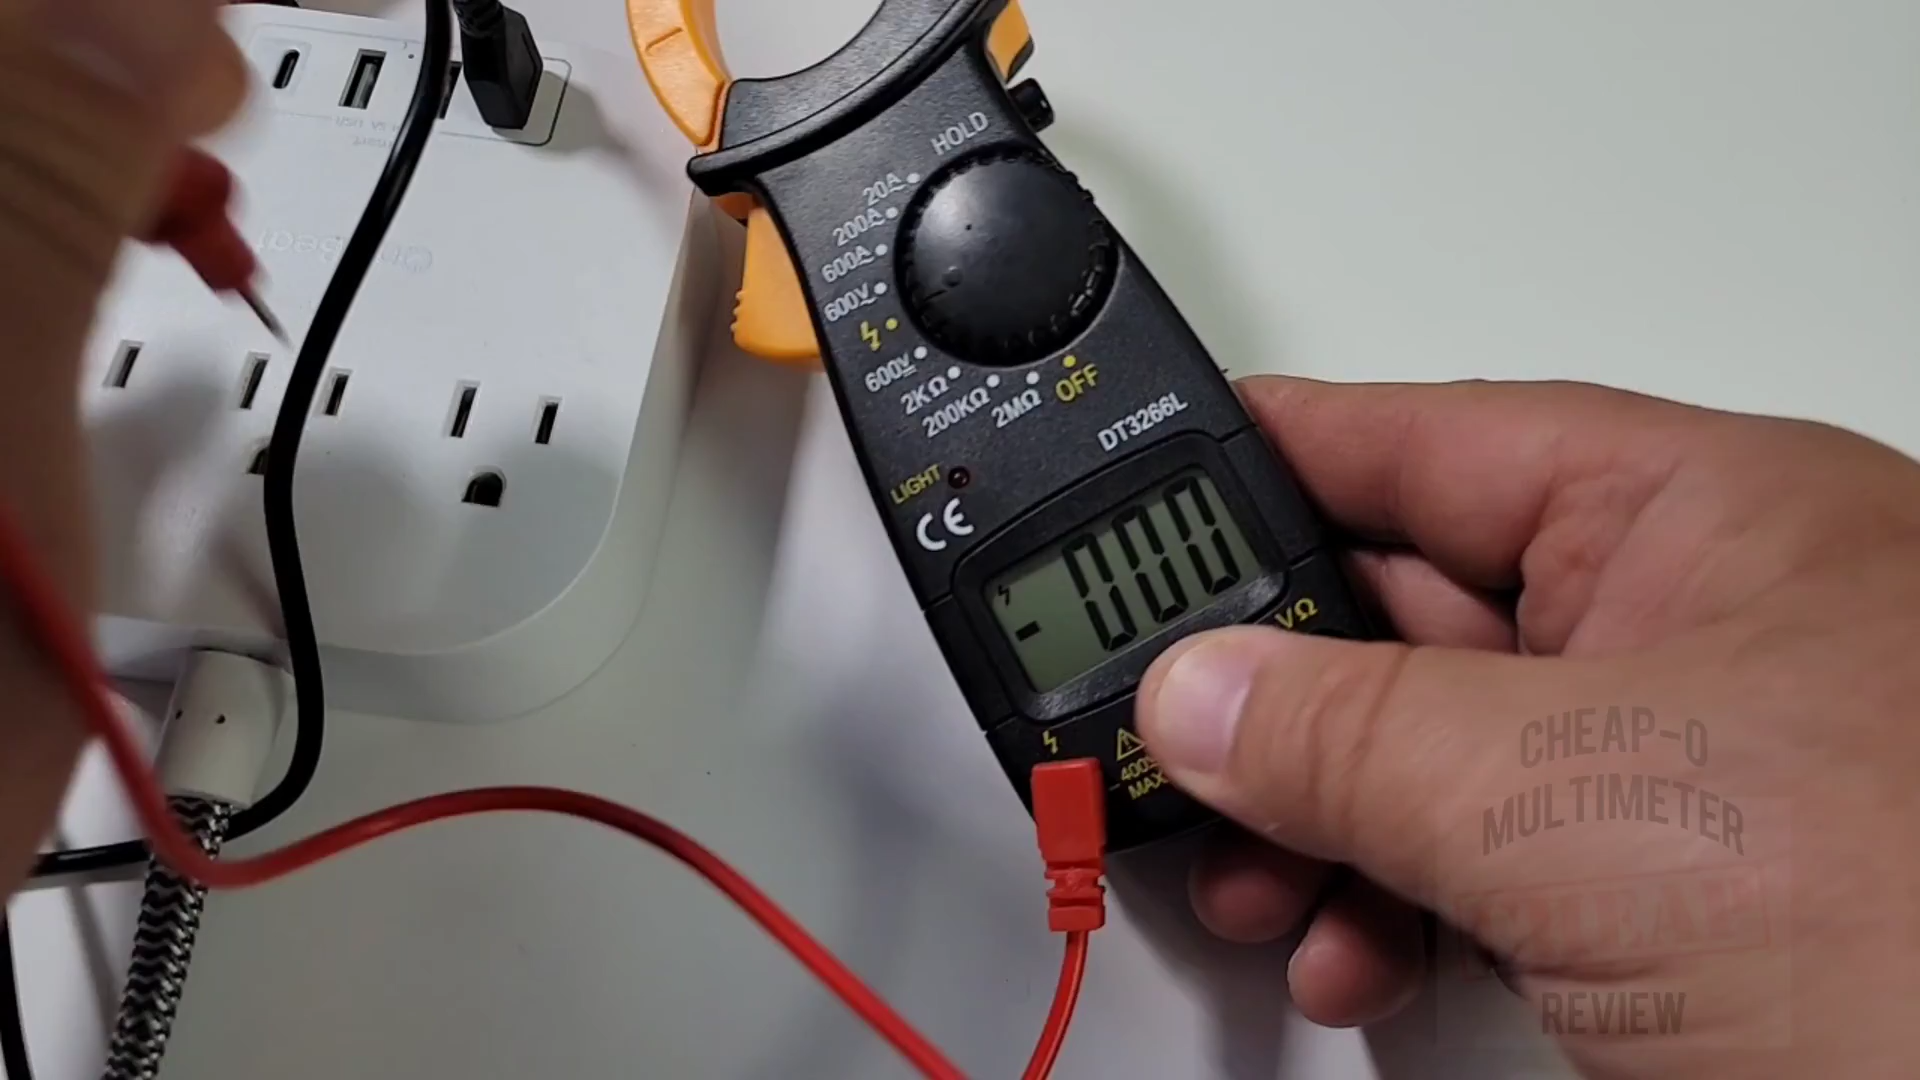 HOLD
20A
200A
600A
600V
600V
2KΩ
200KΩ
2MΩ
OFF
DT3266L
LIGHT
CE
- 000
VΩ
MAX
CHEAP-O
MULTIMETER
CHEAP
REVIEW